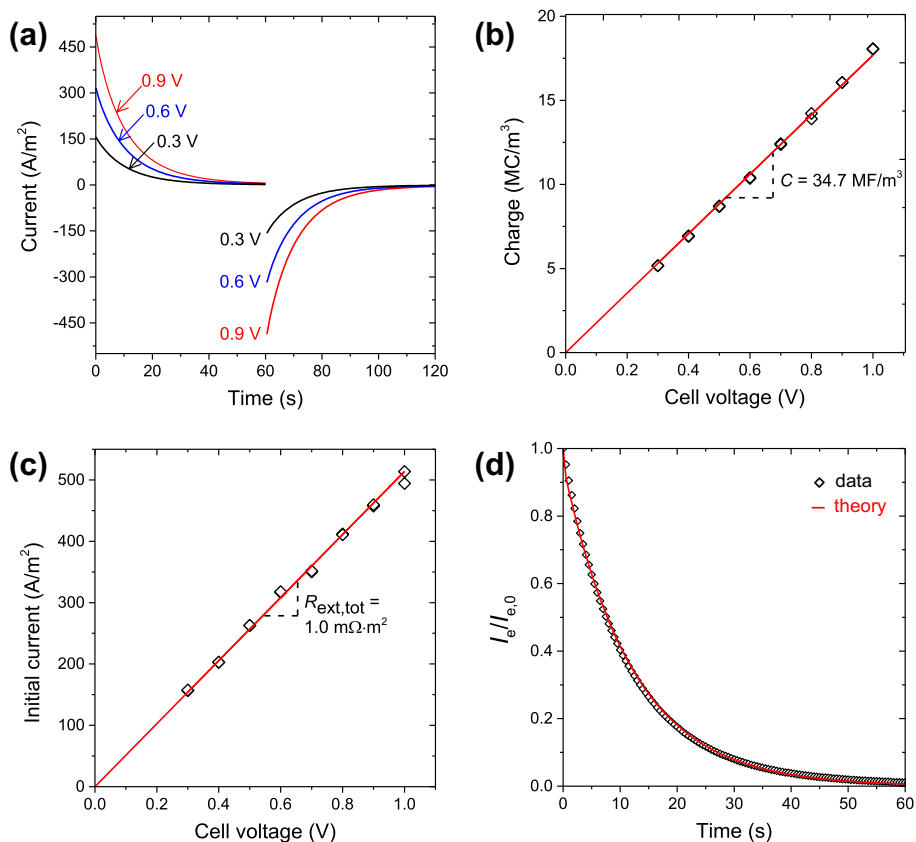 (a)
450
300
150
0
-150
-300
-450
Current (A/m²)
0.9 V
0.6 V
0.3 V
0.3 V
0.6 V
0.9 V
0 20 40 60 80 100 120
Time (s)
(b)
20
15
10
5
0
Charge (MC/m³)
C = 34.7 MF/m³
0.0 0.2 0.4 0.6 0.8 1.0
Cell voltage (V)
(c)
500
400
300
200
100
0
Initial current (A/m²)
Rext,tot =
1.0 mΩ·m²
0.0 0.2 0.4 0.6 0.8 1.0
Cell voltage (V)
(d)
1.0
0.8
0.6
0.4
0.2
0.0
Ie/Ie,0
data
theory
0 10 20 30 40 50 60
Time (s)